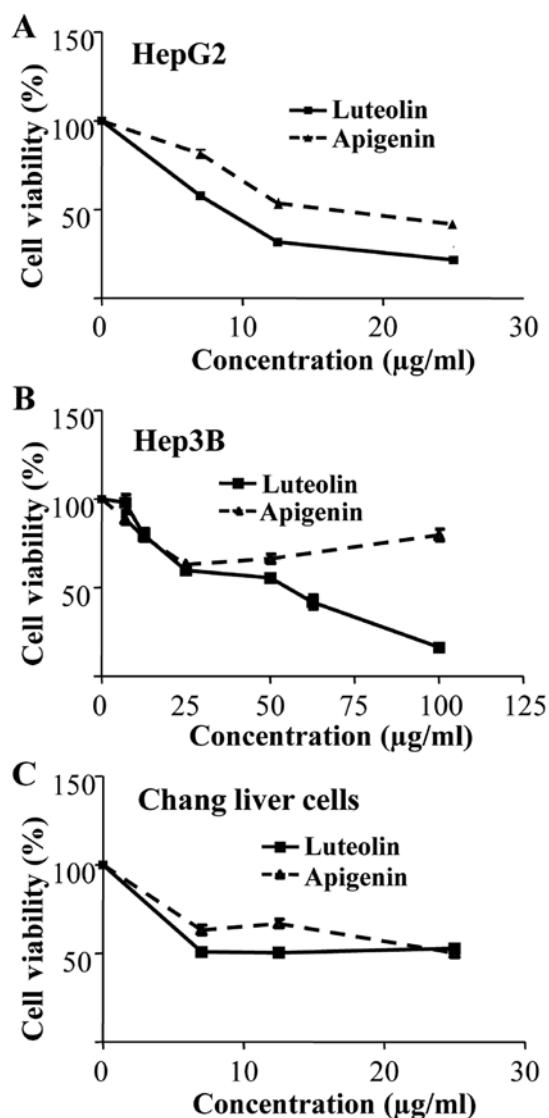 A
HepG2
Luteolin
Apigenin
Cell viability (%)
150
100
50
0 10 20 30
Concentration (µg/ml)
B
Hep3B
Luteolin
Apigenin
Cell viability (%)
150
100
50
0 25 50 75 100 125
Concentration (µg/ml)
C
Chang liver cells
Luteolin
Apigenin
Cell viability (%)
150
100
50
0 10 20 30
Concentration (µg/ml)